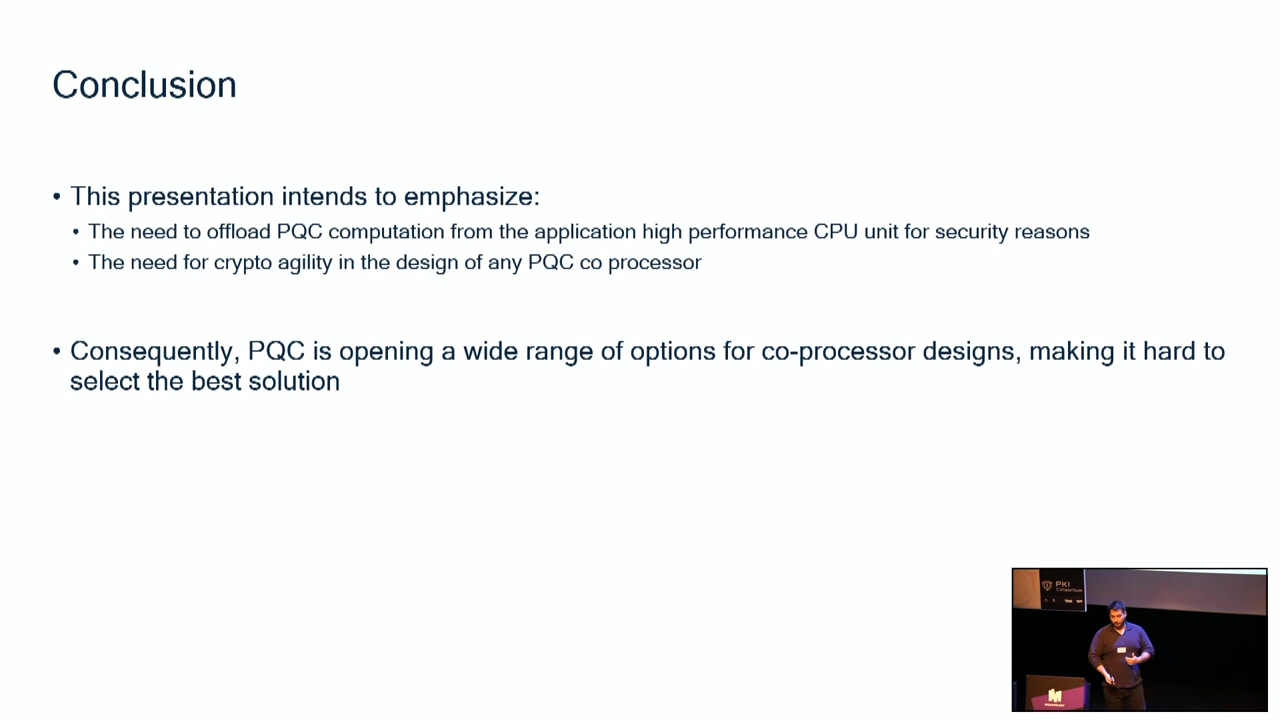 Conclusion
• This presentation intends to emphasize:
• The need to offload PQC computation from the application high performance CPU unit for security reasons
• The need for crypto agility in the design of any PQC co processor
• Consequently, PQC is opening a wide range of options for co-processor designs, making it hard to
select the best solution
PKI
Consortium